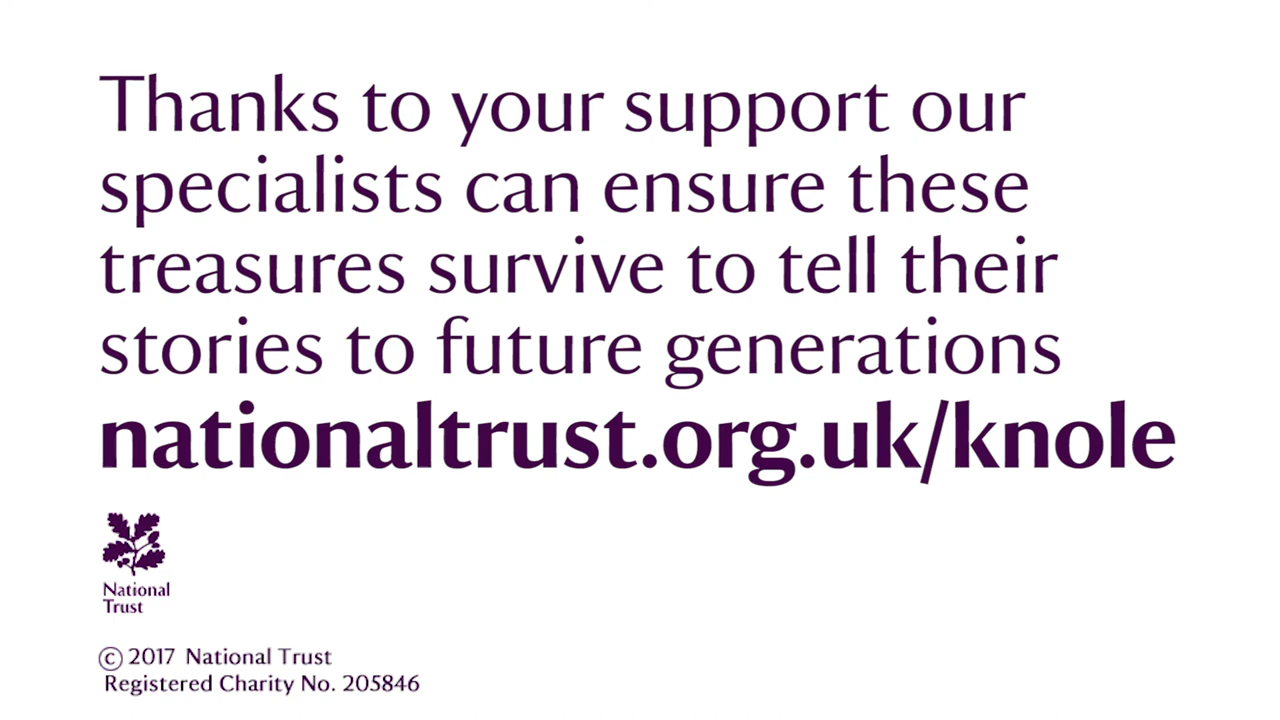 Thanks to your support our
specialists can ensure these
treasures survive to tell their
stories to future generations
nationaltrust.org.uk/knole
National
Trust
© 2017 National Trust
Registered Charity No. 205846